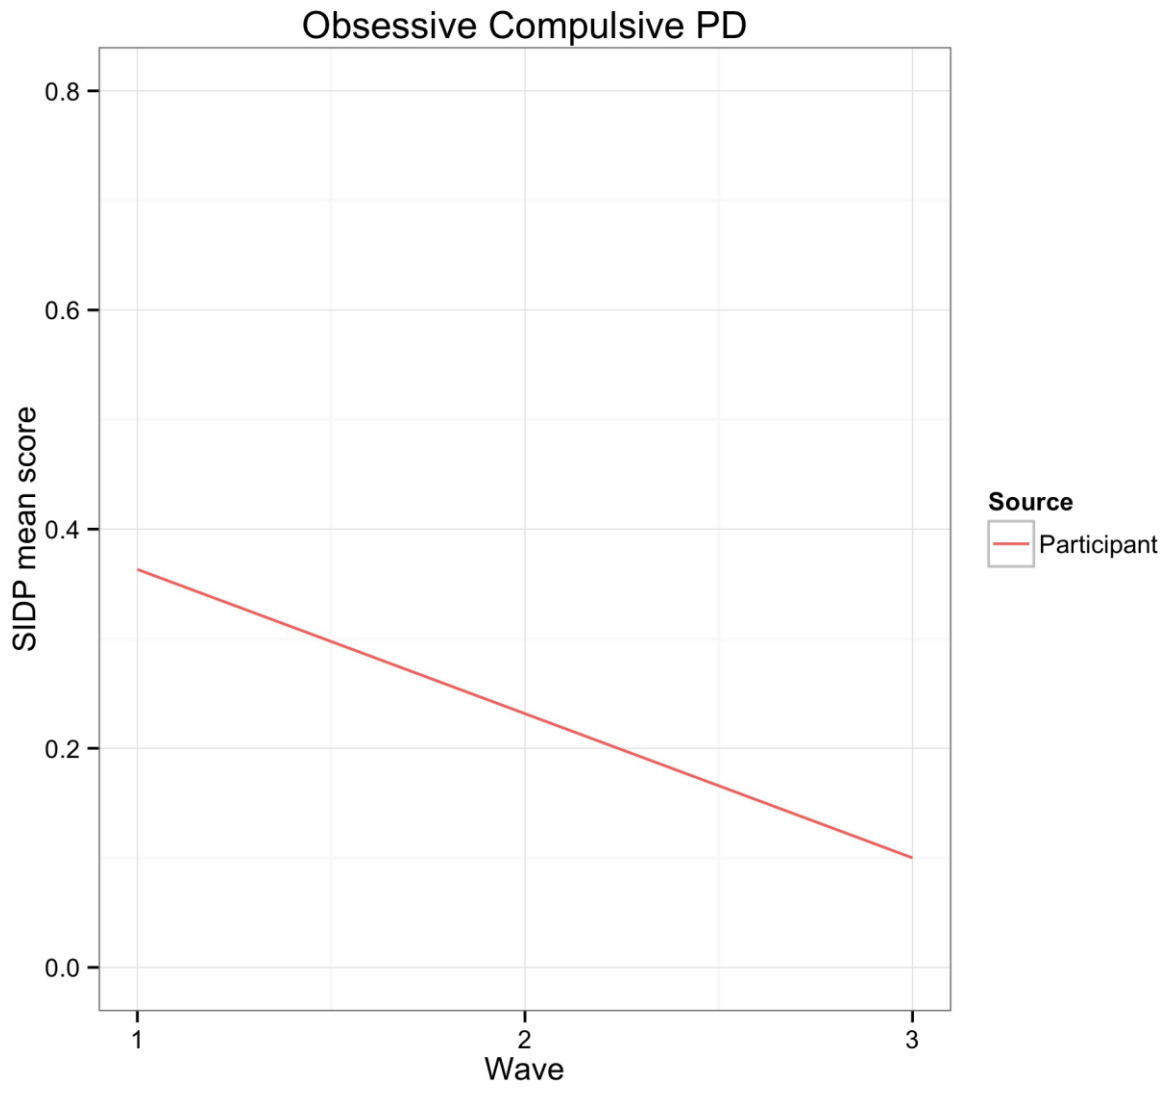 Obsessive Compulsive PD
0.8
0.6
0.4
0.2
0.0
SIDP mean score
1 2 3
Wave
Source
Participant